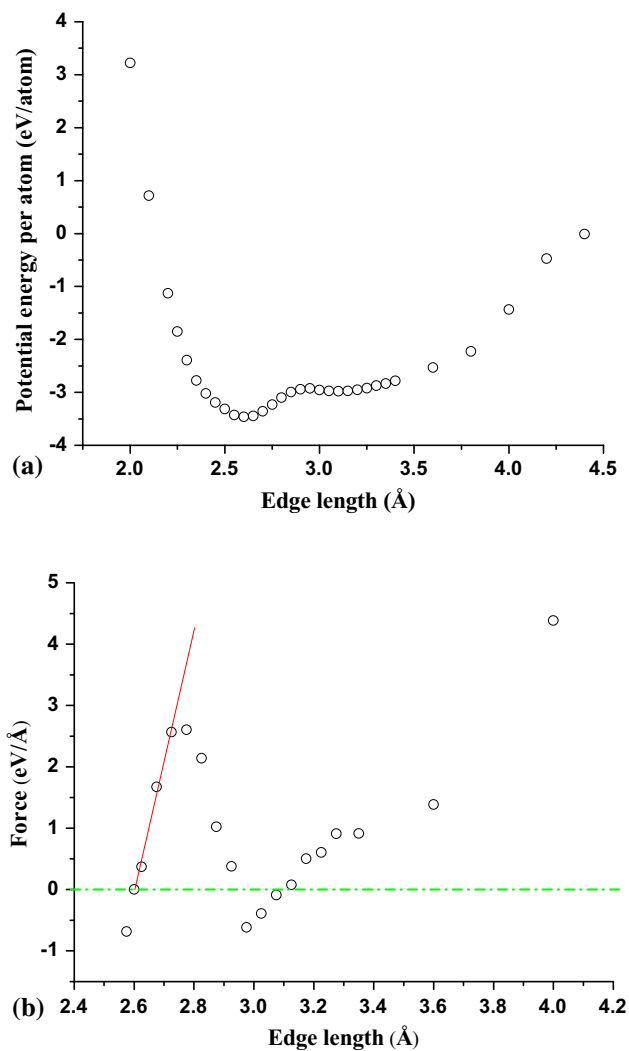 4
3
2
1
0
-1
-2
-3
-4
Potential energy per atom (eV/atom)
2.0 2.5 3.0 3.5 4.0 4.5
(a)
Edge length (Å)
5
4
3
2
1
0
-1
Force (eV/Å)
2.4 2.6 2.8 3.0 3.2 3.4 3.6 3.8 4.0 4.2
(b)
Edge length (Å)